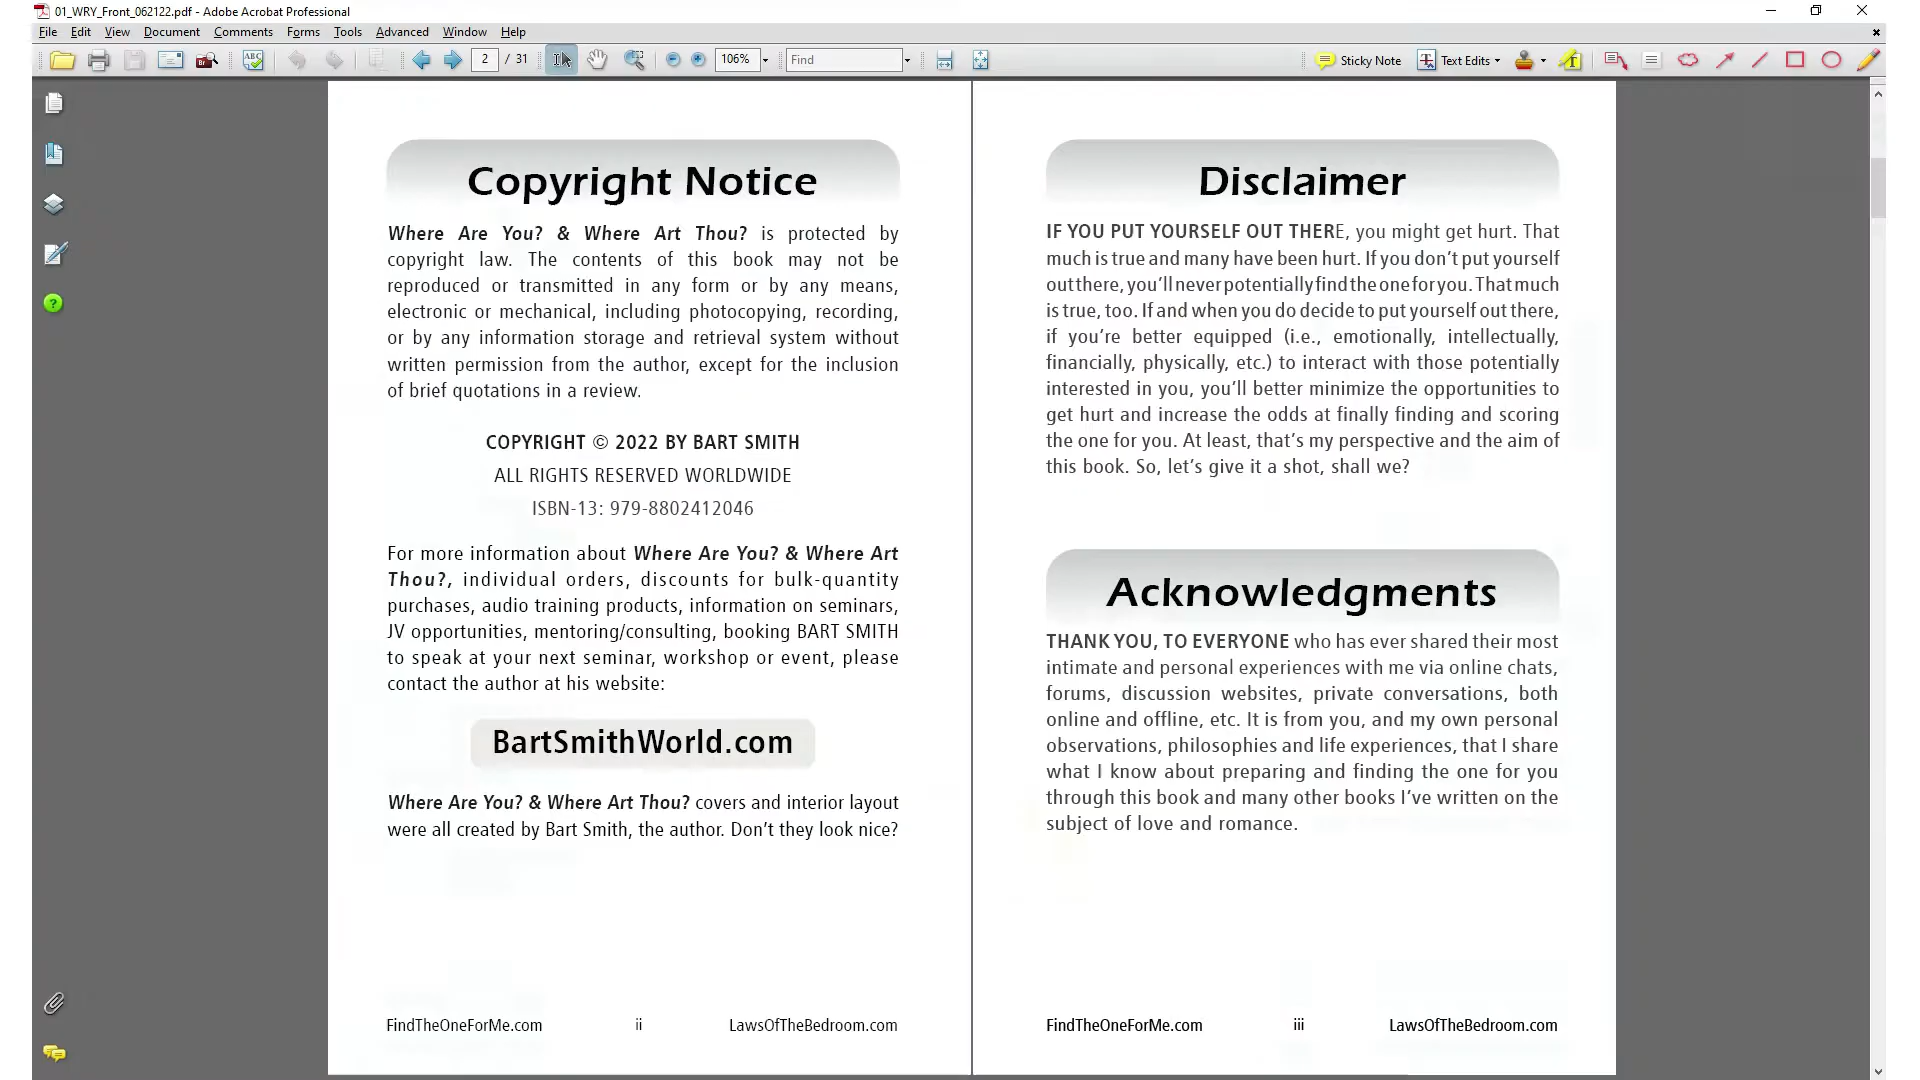 01_WRY_Front_062122.pdf - Adobe Acrobat Professional
File Edit View Document Comments Forms Tools Advanced Window Help
2 / 31 106% Find Sticky Note Text Edits
Copyright Notice
Where Are You? & Where Art Thou? is protected by
copyright law. The contents of this book may not be
reproduced or transmitted in any form or by any means,
electronic or mechanical, including photocopying, recording,
or by any information storage and retrieval system without
written permission from the author, except for the inclusion
of brief quotations in a review.
COPYRIGHT © 2022 BY BART SMITH
ALL RIGHTS RESERVED WORLDWIDE
ISBN-13: 979-8802412046
For more information about Where Are You? & Where Art
Thou?, individual orders, discounts for bulk-quantity
purchases, audio training products, information on seminars,
JV opportunities, mentoring/consulting, booking BART SMITH
to speak at your next seminar, workshop or event, please
contact the author at his website:
BartSmithWorld.com
Where Are You? & Where Art Thou? covers and interior layout
were all created by Bart Smith, the author. Don't they look nice?
FindTheOneForMe.com ii LawsOfTheBedroom.com
Disclaimer
IF YOU PUT YOURSELF OUT THERE, you might get hurt. That
much is true and many have been hurt. If you don't put yourself
out there, you'll never potentially find the one for you. That much
is true, too. If and when you do decide to put yourself out there,
if you're better equipped (i.e., emotionally, intellectually,
financially, physically, etc.) to interact with those potentially
interested in you, you'll better minimize the opportunities to
get hurt and increase the odds at finally finding and scoring
the one for you. At least, that's my perspective and the aim of
this book. So, let's give it a shot, shall we?
Acknowledgments
THANK YOU, TO EVERYONE who has ever shared their most
intimate and personal experiences with me via online chats,
forums, discussion websites, private conversations, both
online and offline, etc. It is from you, and my own personal
observations, philosophies and life experiences, that I share
what I know about preparing and finding the one for you
through this book and many other books I've written on the
subject of love and romance.
FindTheOneForMe.com iii LawsOfTheBedroom.com